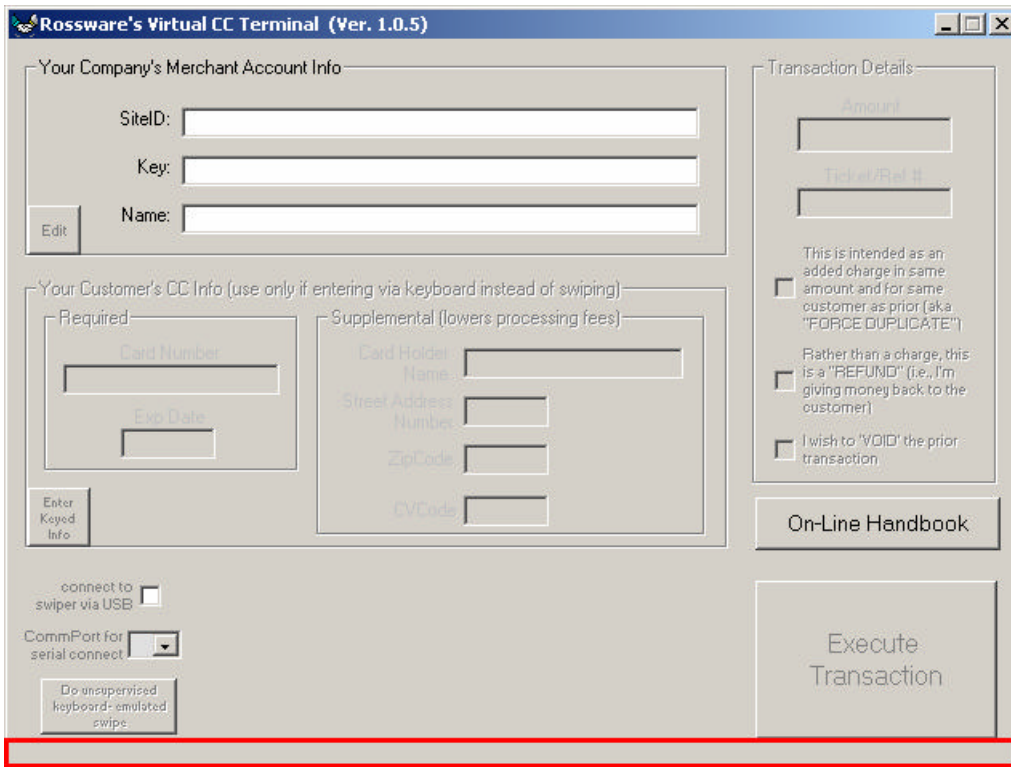 Rossware's Virtual CC Terminal (Ver. 1.0.5)
Your Company's Merchant Account Info
SiteID:
Key:
Name:
Edit
Your Customer's CC Info (use only if entering via keyboard instead of swiping)
Required
Card Number
Exp Date
Supplemental (lowers processing fees)
Card Holder
Name
Street Address
Number
ZipCode
CVCode
Enter
Keyed
Info
connect to
swiper via USB
CommPort for
serial connect
Do unsupervised
keyboard-emulated
swipe
Transaction Details
Amount
Ticket/Ref #
This is intended as an
added charge in same
amount and for same
customer as prior (aka
"FORCE DUPLICATE")
Rather than a charge, this
is a "REFUND" (i.e., I'm
giving money back to the
customer)
I wish to 'VOID' the prior
transaction
On-Line Handbook
Execute
Transaction